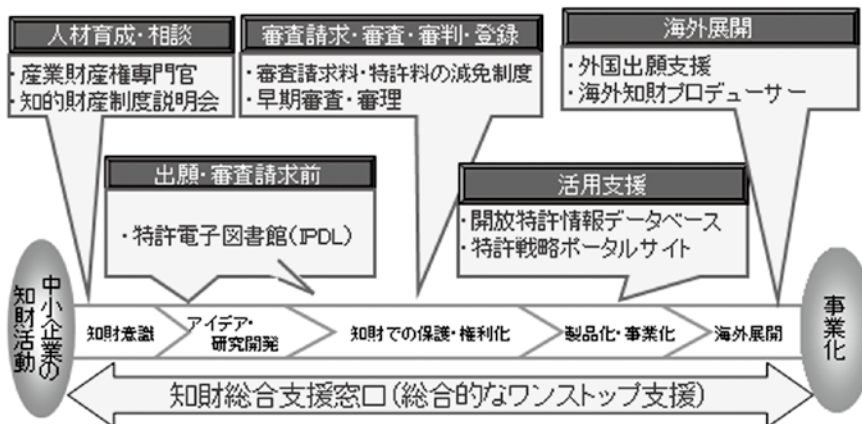 人材育成・相談
・産業財産権専門官
・知的財産制度説明会
審査請求・審査・審判・登録
・審査請求料・特許料の減免制度
・早期審査・審理
海外展開
・外国出願支援
・海外知財プロデューサー
出願・審査請求前
・特許電子図書館(IPDL)
活用支援
・開放特許情報データベース
・特許戦略ポータルサイト
中小企業の
知財活動
知財意識
アイデア・
研究開発
知財での保護・権利化
製品化・事業化
海外展開
事業化
知財総合支援窓口(総合的なワンストップ支援)